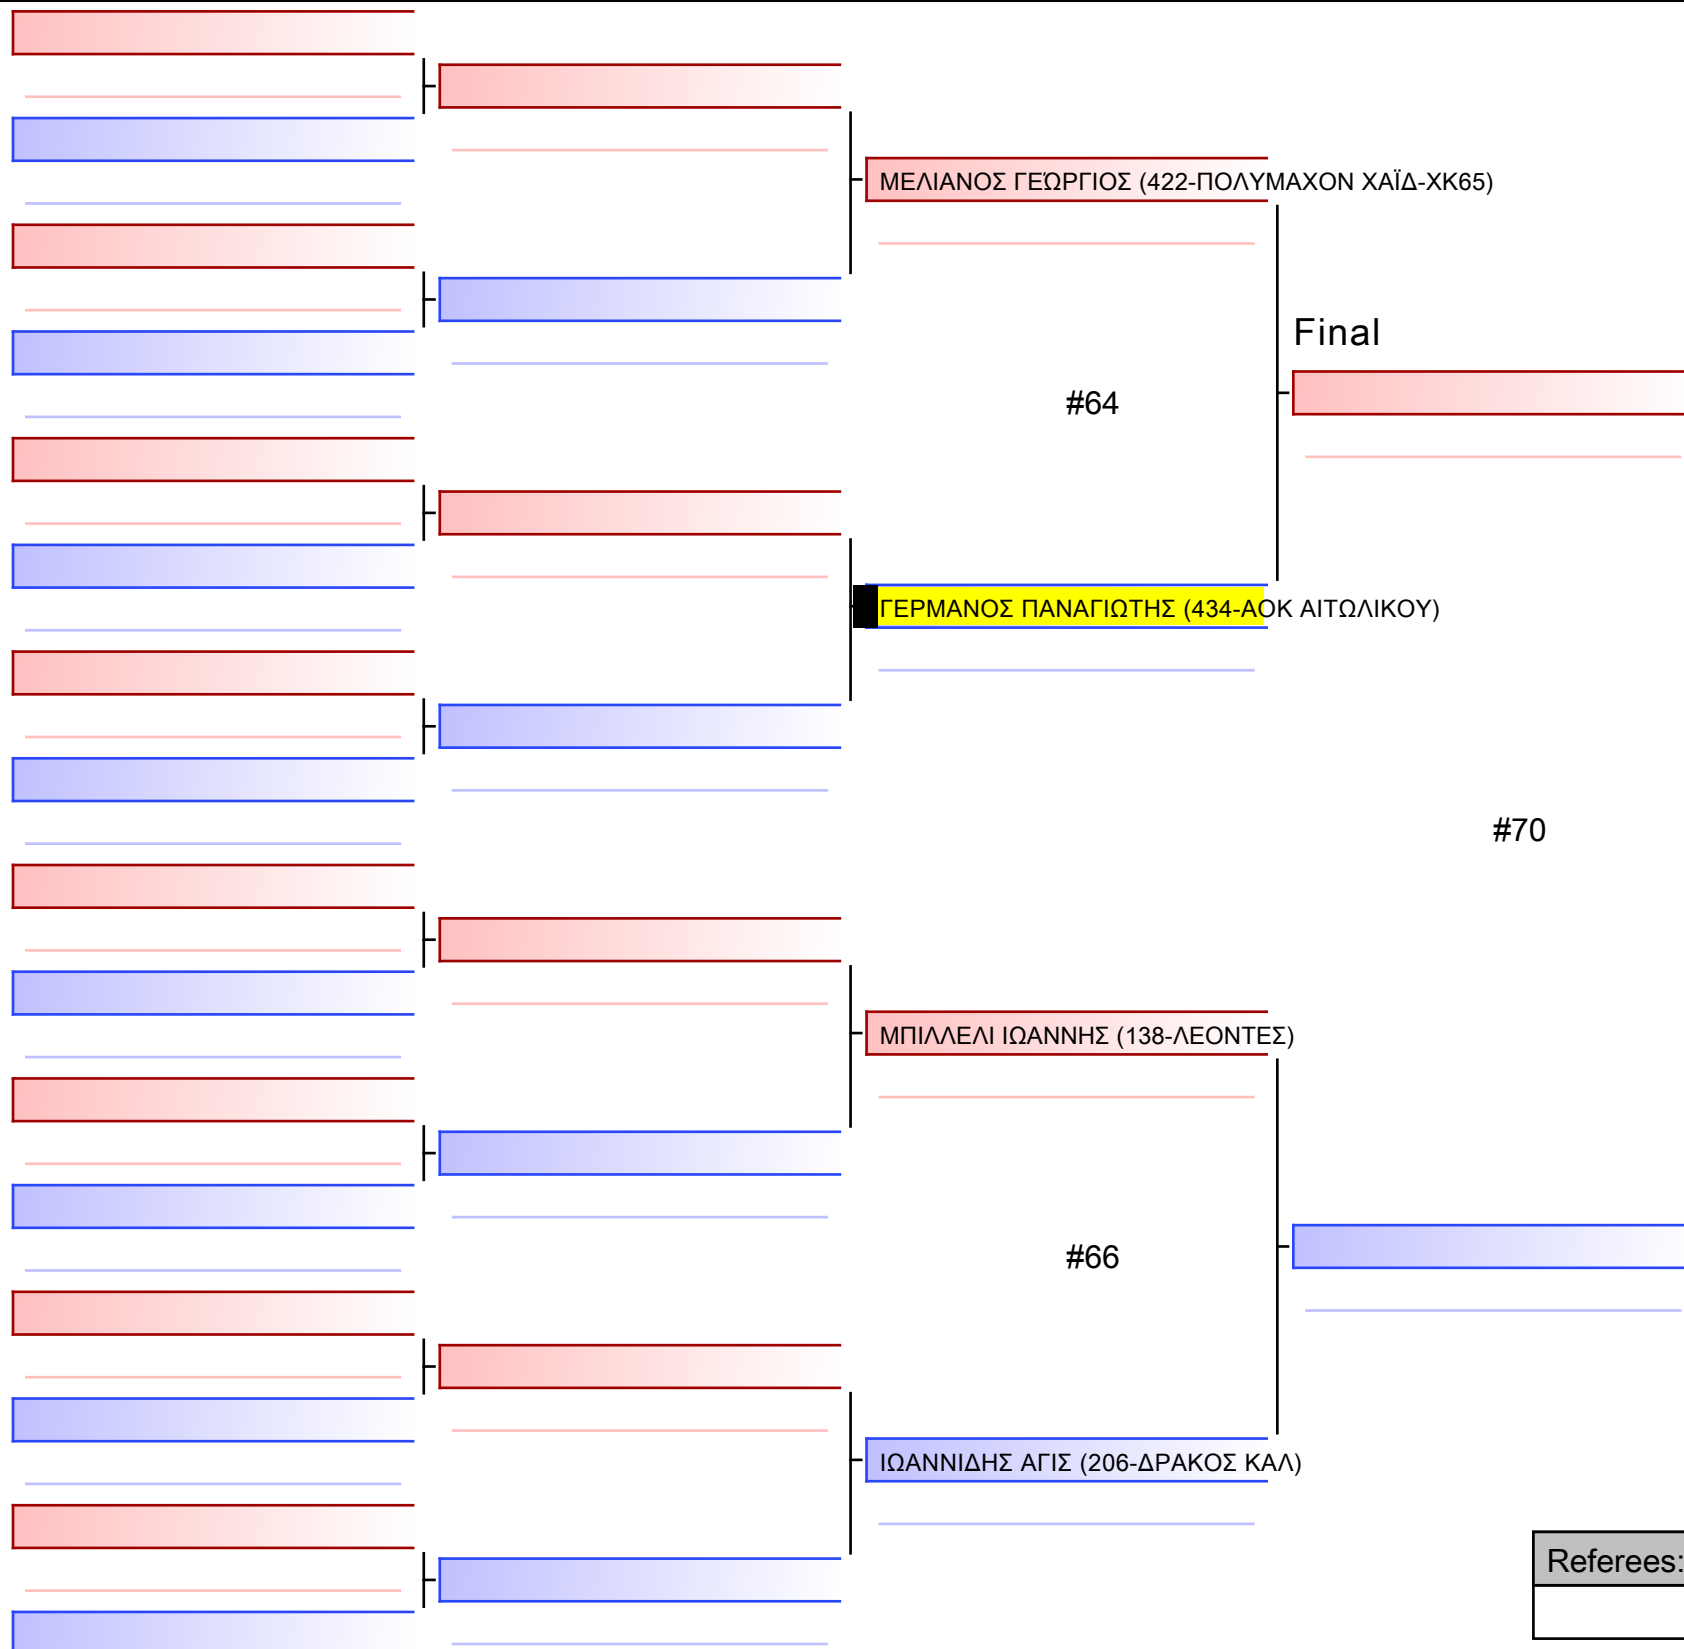 ΜΕΛΙΑΝΟΣ ΓΕΏΡΓΙΟΣ (422-ΠΟΛΥΜΑΧΟΝ ΧΑΪΔ-ΧΚ65)
Final
#64
ΓΕΡΜΑΝΟΣ ΠΑΝΑΓΙΩΤΗΣ (434-ΑΟΚ ΑΙΤΩΛΙΚΟΥ)
#70
ΜΠΙΛΛΕΛΙ ΙΩΑΝΝΗΣ (138-ΛΕΟΝΤΕΣ)
#66
ΙΩΑΝΝΙΔΗΣ ΑΓΙΣ (206-ΔΡΑΚΟΣ ΚΑΛ)
Referees: